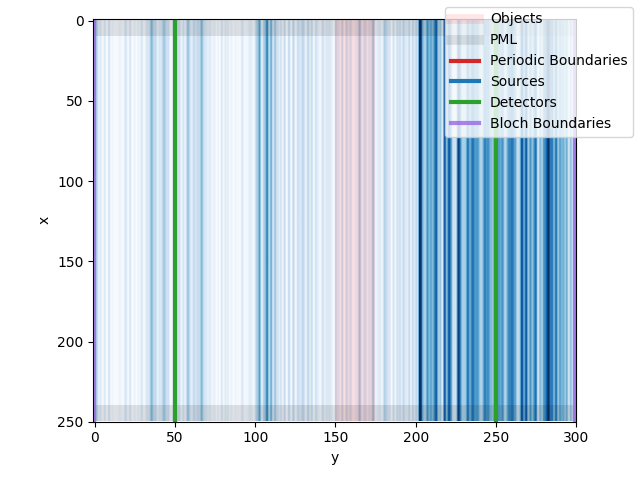 Objects
PML
Periodic Boundaries
Sources
Detectors
Bloch Boundaries
0
50
100
150
200
250
x
0
50
100
150
200
250
300
y